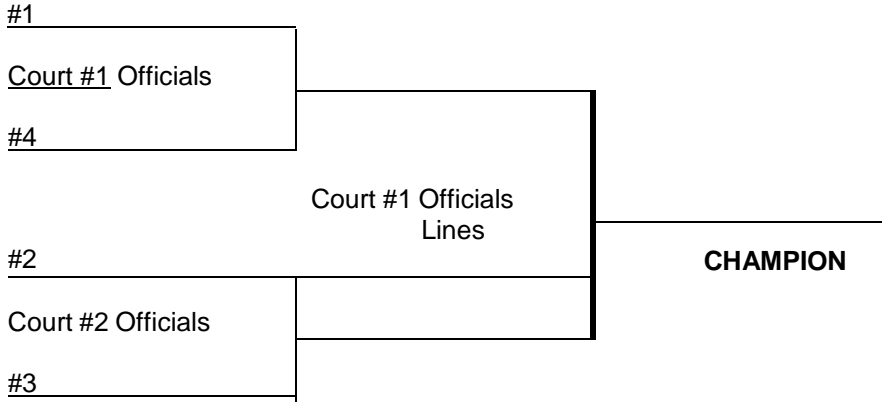 #1
Court #1 Officials
#4
Court #1 Officials
Lines
#2
CHAMPION
Court #2 Officials
#3